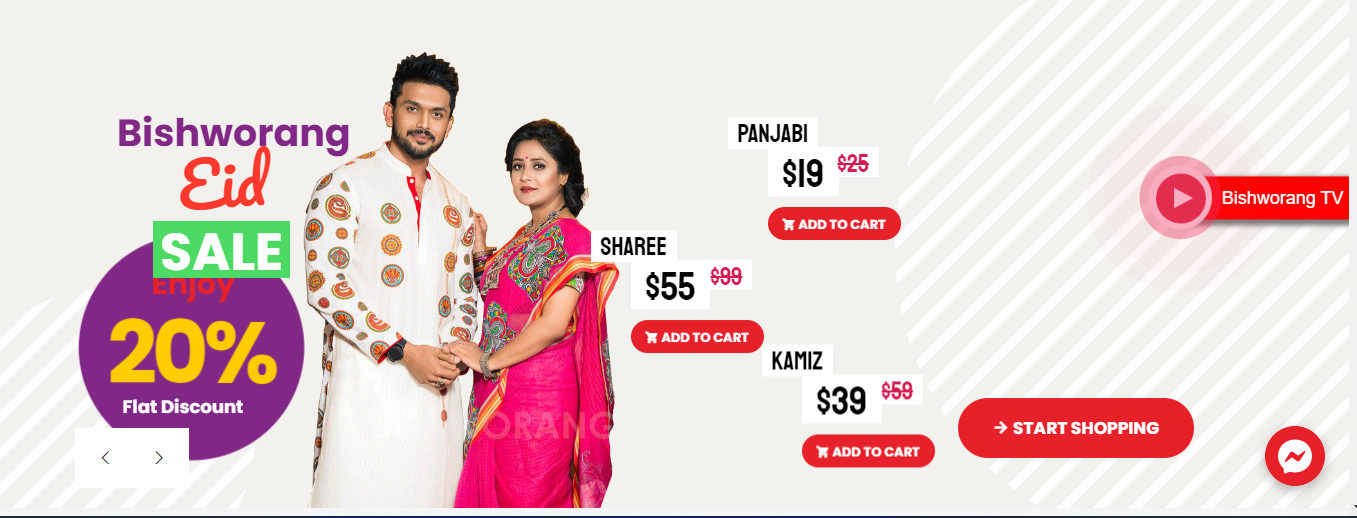 Bishworang
Eid
SALE
Enjoy
20%
Flat Discount
PANJABI
$19 $25
ADD TO CART
SHAREE
$55 $99
ADD TO CART
KAMIZ
$39 $59
ADD TO CART
START SHOPPING
Bishworang TV
ORANG